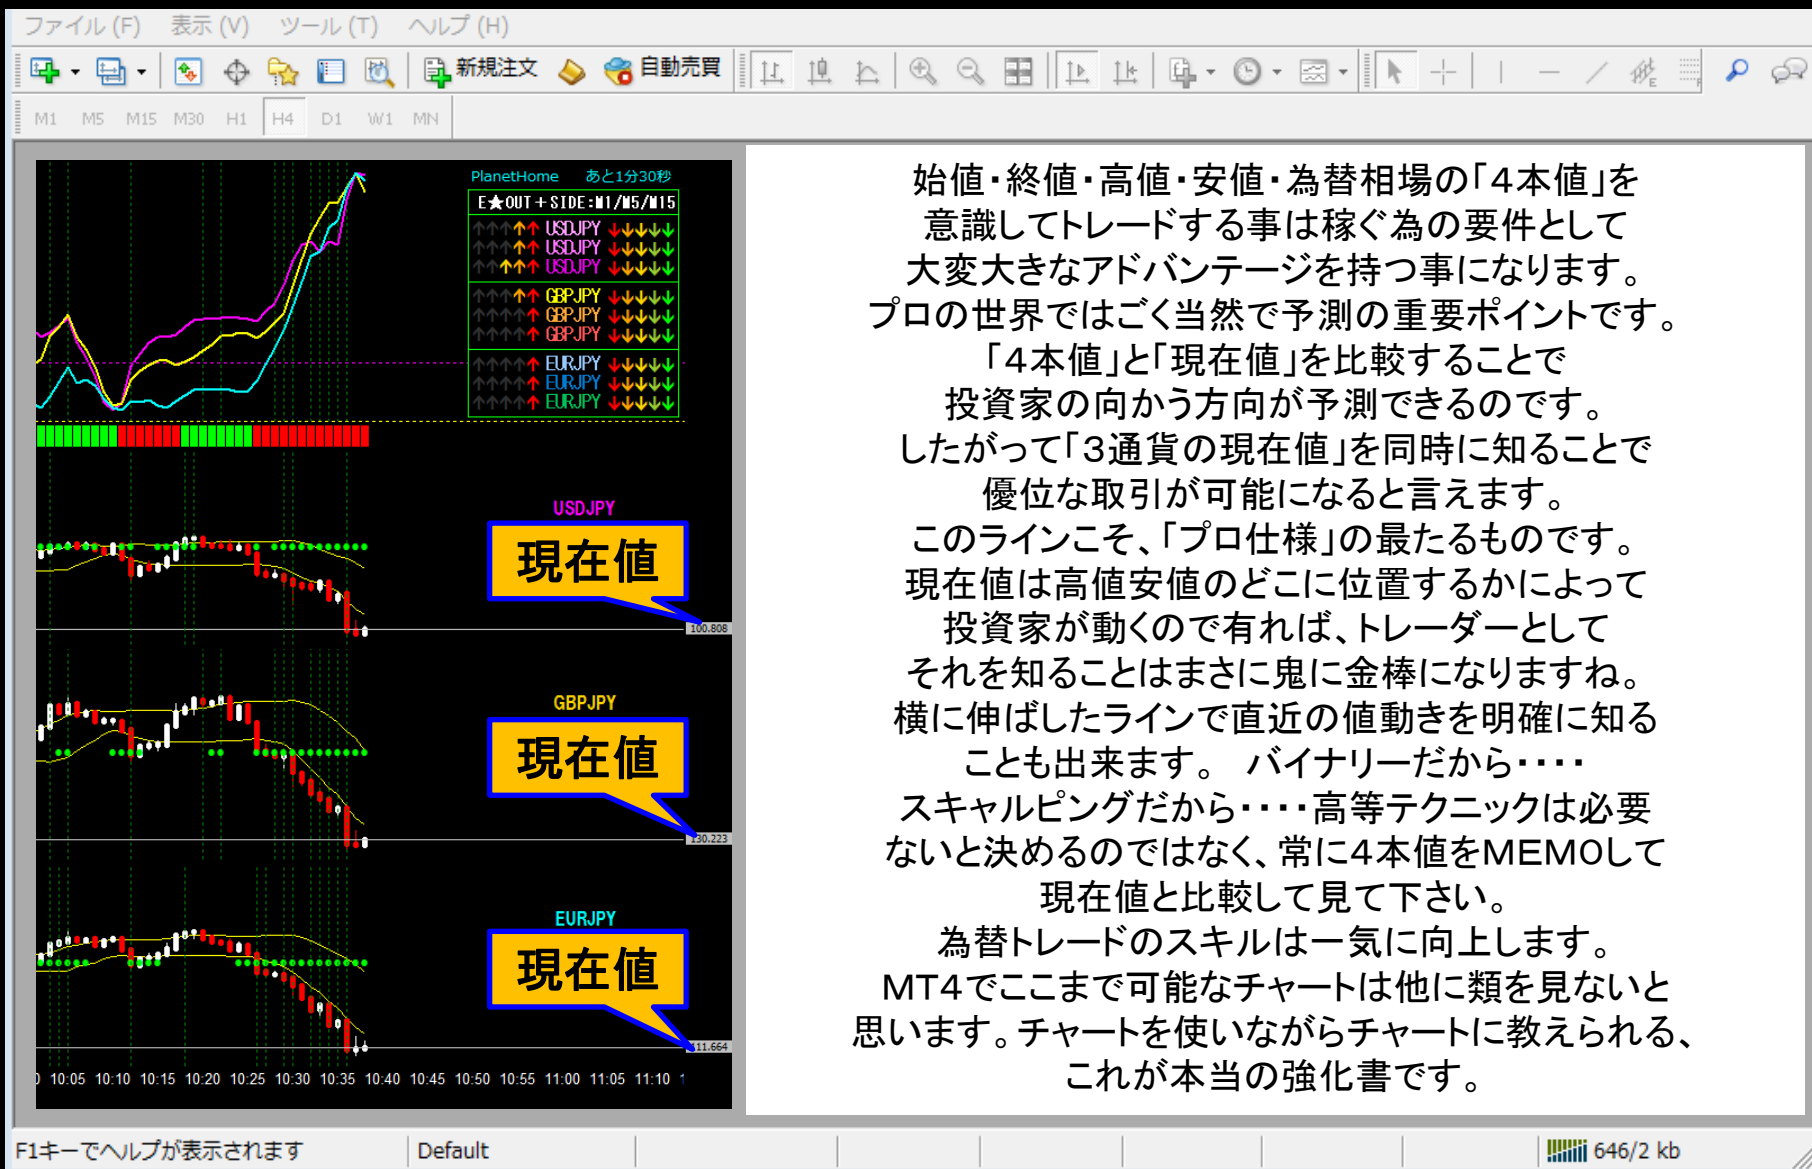 ファイル (F) 表示 (V) ツール (T) ヘルプ (H)
新規注文 自動売買
M1 M5 M15 M30 H1 H4 D1 W1 MN
PlanetHome あと1分30秒
E★OUT+SIDE:M1/M5/M15
↑↑↑↑↑ USDJPY ↓↓↓↓↓
↑↑↑↑↑ USDJPY ↓↓↓↓↓
↑↑↑↑↑ USDJPY ↓↓↓↓↓
↑↑↑↑↑ GBPJPY ↓↓↓↓↓
↑↑↑↑↑ GBPJPY ↓↓↓↓↓
↑↑↑↑↑ GBPJPY ↓↓↓↓↓
↑↑↑↑↑ EURJPY ↓↓↓↓↓
↑↑↑↑↑ EURJPY ↓↓↓↓↓
↑↑↑↑↑ EURJPY ↓↓↓↓↓
USDJPY
現在値
100.808
GBPJPY
現在値
130.223
EURJPY
現在値
111.664
10:05 10:10 10:15 10:20 10:25 10:30 10:35 10:40 10:45 10:50 10:55 11:00 11:05 11:10
始値・終値・高値・安値・為替相場の「4本値」を
意識してトレードする事は稼ぐ為の要件として
大変大きなアドバンテージを持つ事になります。
プロの世界ではごく当然で予測の重要ポイントです。
「4本値」と「現在値」を比較することで
投資家の向かう方向が予測できるのです。
したがって「3通貨の現在値」を同時に知ることで
優位な取引が可能になると言えます。
このラインこそ、「プロ仕様」の最たるものです。
現在値は高値安値のどこに位置するかによって
投資家が動くので有れば、トレーダーとして
それを知ることはまさに鬼に金棒になりますね。
横に伸ばしたラインで直近の値動きを明確に知る
ことも出来ます。 バイナリーだから・・・・
スキャルピングだから・・・・高等テクニックは必要
ないと決めるのではなく、常に4本値をMEMOして
現在値と比較して見て下さい。
為替トレードのスキルは一気に向上します。
MT4でここまで可能なチャートは他に類を見ないと
思います。チャートを使いながらチャートに教えられる、
これが本当の強化書です。
F1キーでヘルプが表示されます Default 646/2 kb